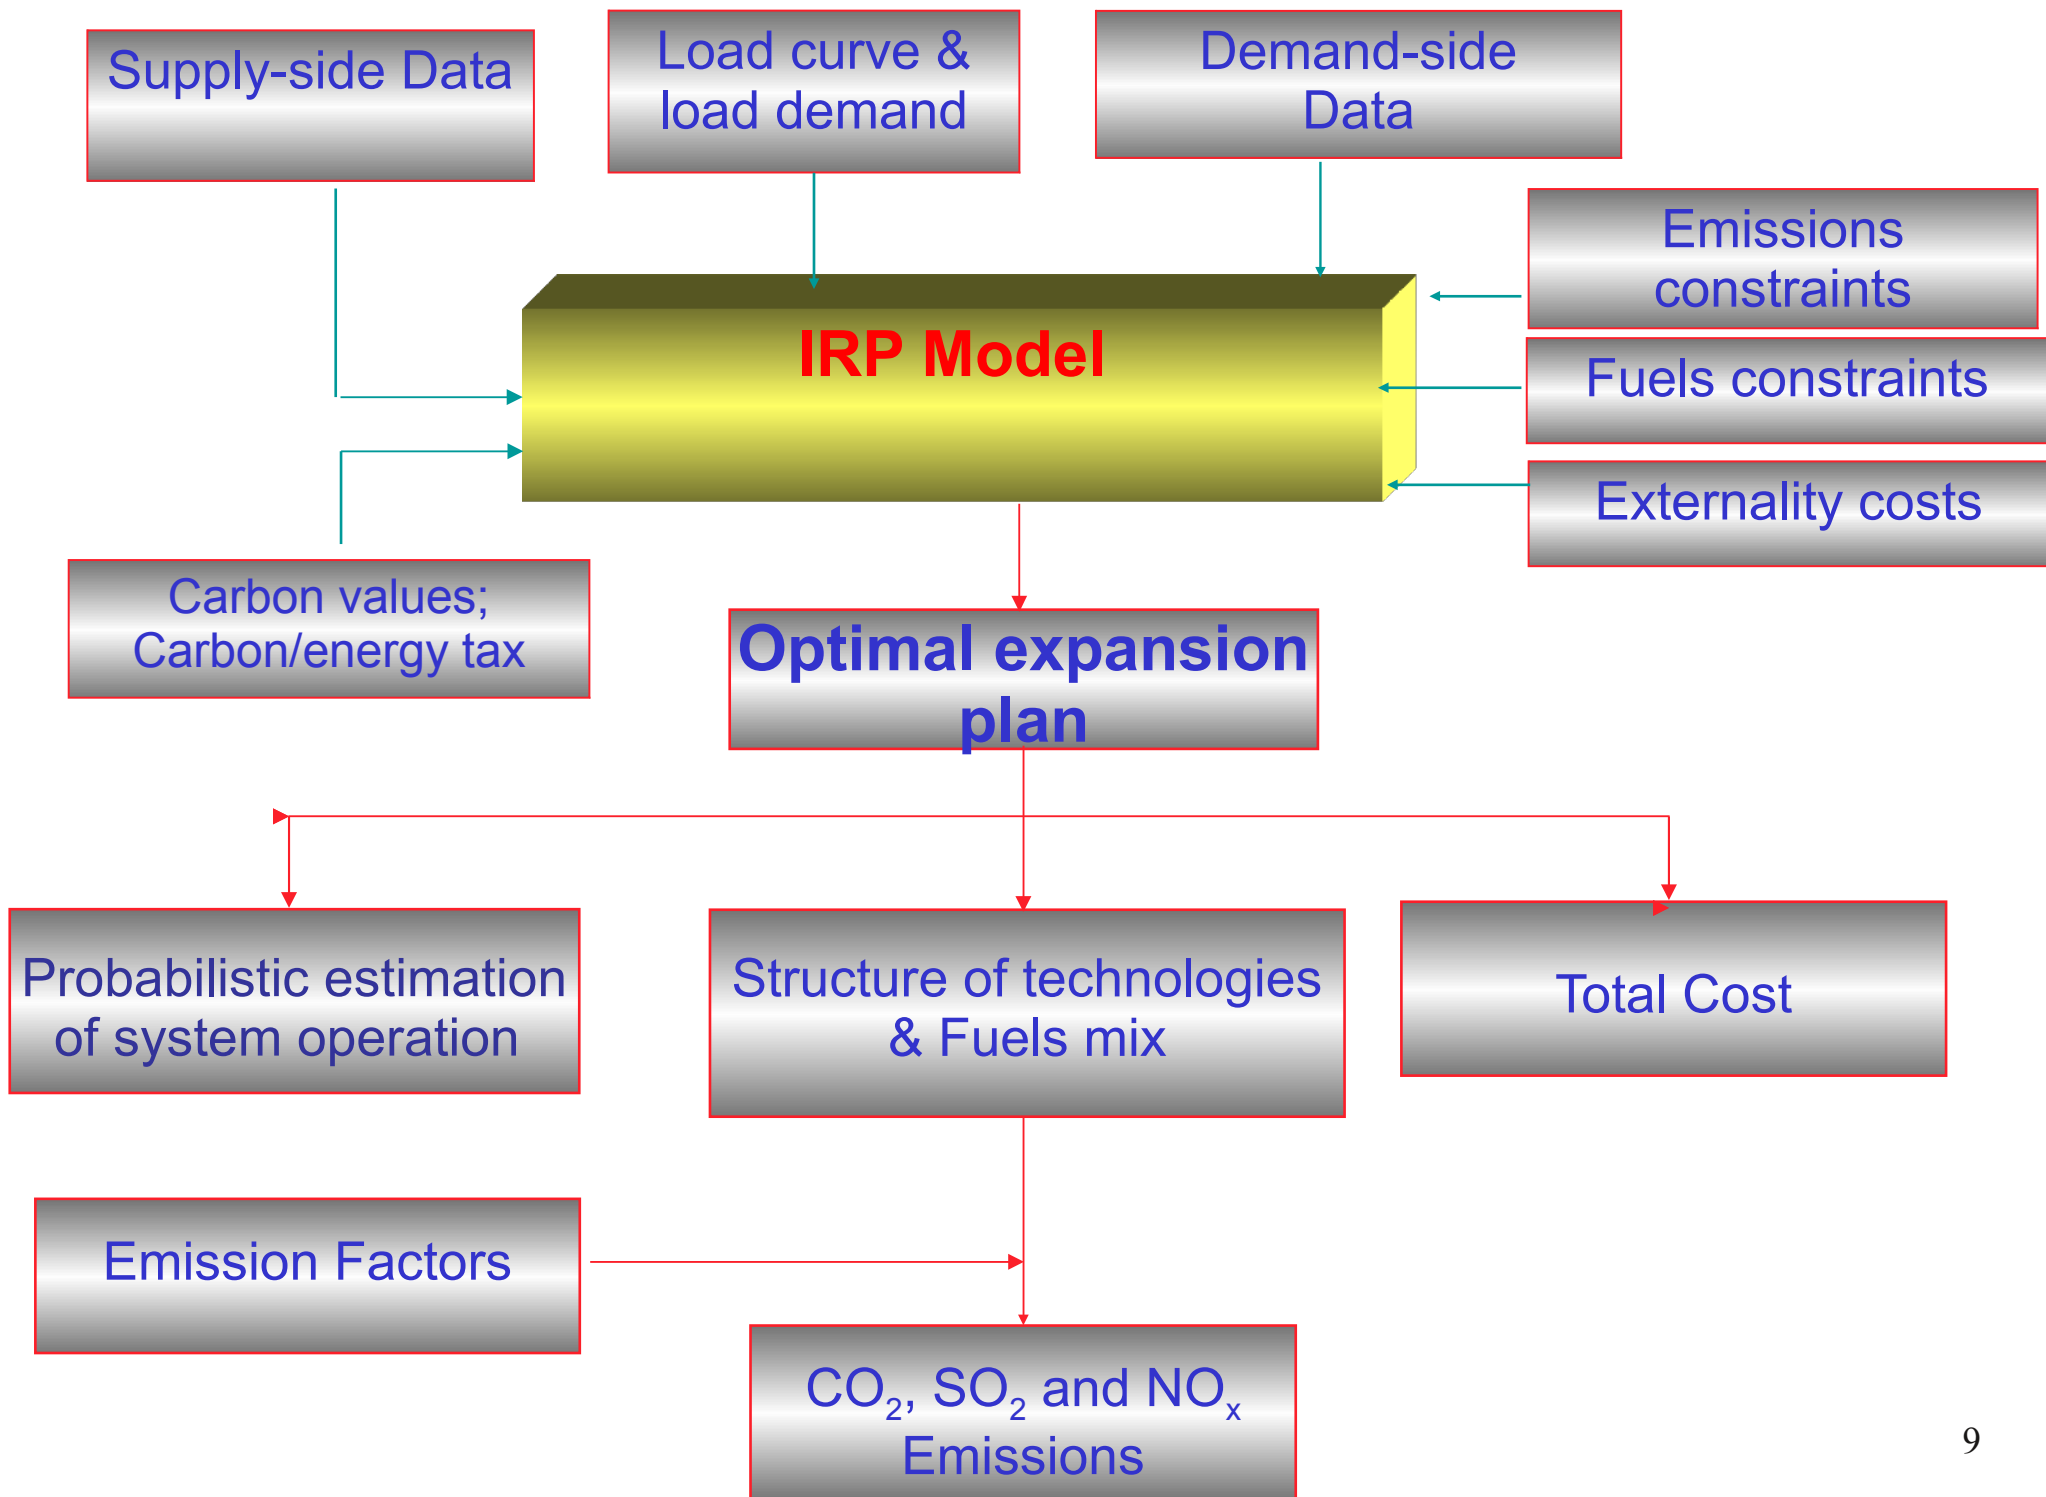 Supply-side Data
Load curve &
load demand
Demand-side
Data
Emissions
constraints
IRP Model
Fuels constraints
Externality costs
Carbon values;
Carbon/energy tax
Optimal expansion
plan
Probabilistic estimation
of system operation
Structure of technologies
& Fuels mix
Total Cost
Emission Factors
CO₂, SO₂ and NOₓ
Emissions
9